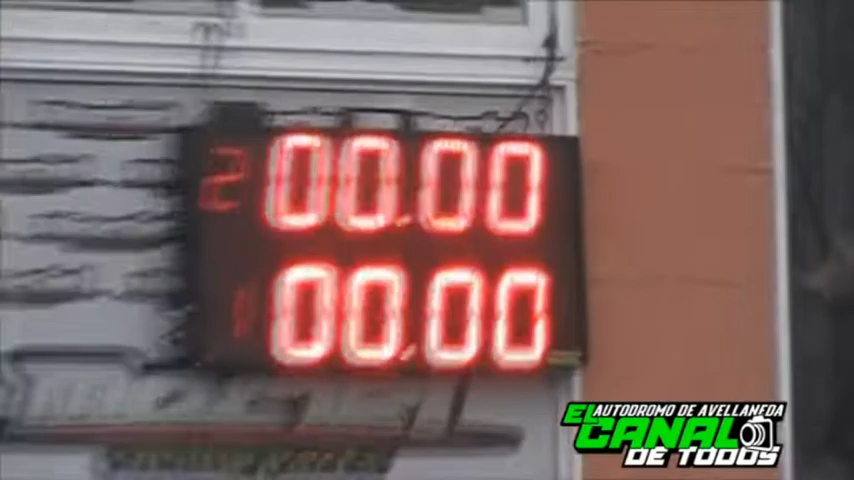 2 00.00
1 00.00
AUTODROMO DE AVELLANEDA
EL
CANAL
DE TODOS